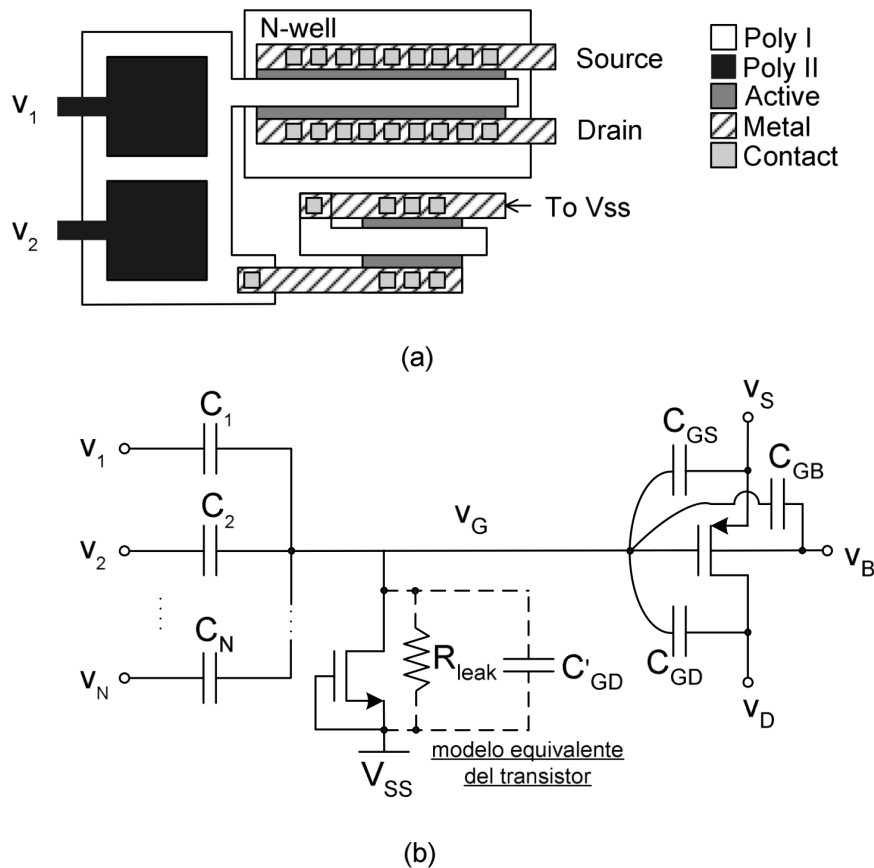 N-well
Source
Drain
To Vss
v1
v2
Poly I
Poly II
Active
Metal
Contact
(a)
v1
C1
v2
C2
vN
CN
vG
Rleak
C'GD
VSS
modelo equivalente
del transistor
vS
CGS
CGB
vB
CGD
vD
(b)